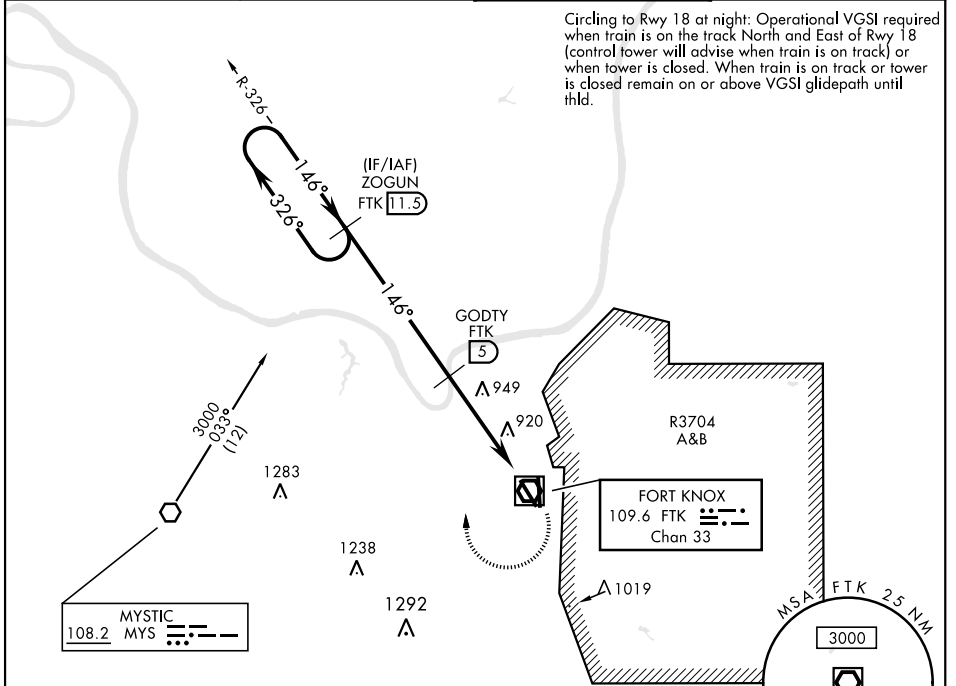 Circling to Rwy 18 at night: Operational VGSI required
when train is on the track North and East of Rwy 18
(control tower will advise when train is on track) or
when tower is closed. When train is on track or tower
is closed remain on or above VGSI glidepath until
thld.
R-326
146°
326°
(IF/IAF)
ZOGUN
FTK 11.5
146°
GODTY
FTK
5
949
920
R3704
A&B
3000
033°
(12)
1283
FORT KNOX
109.6 FTK
Chan 33
1238
1292
1019
MYSTIC
108.2 MYS
MSA FTK 25 NM
3000